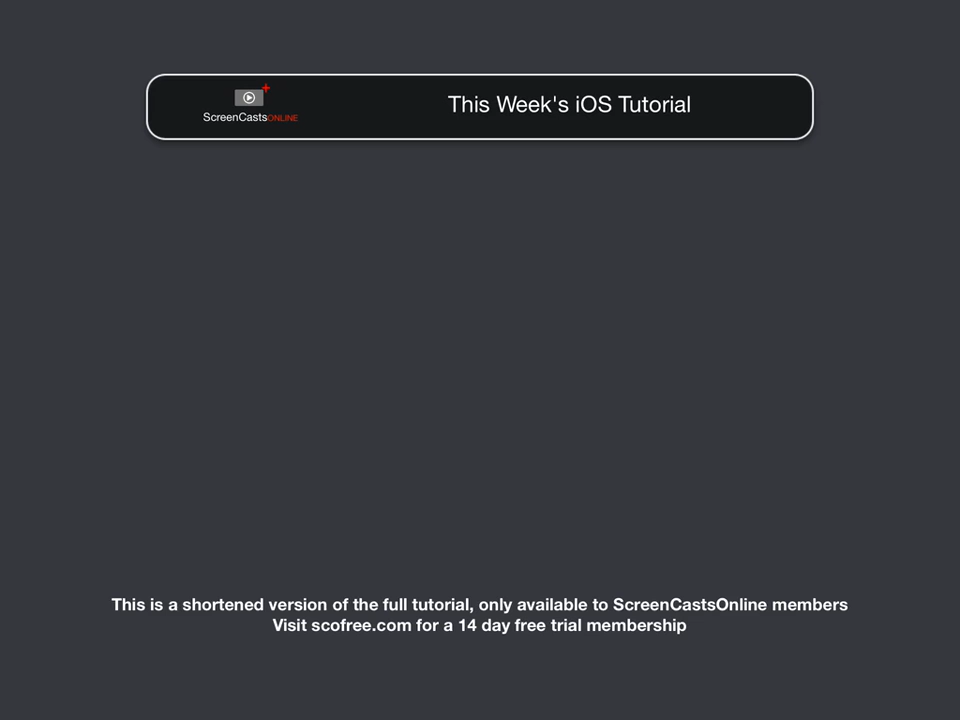 ScreenCastsONLINE
This Week's iOS Tutorial
This is a shortened version of the full tutorial, only available to ScreenCastsOnline members
Visit scofree.com for a 14 day free trial membership